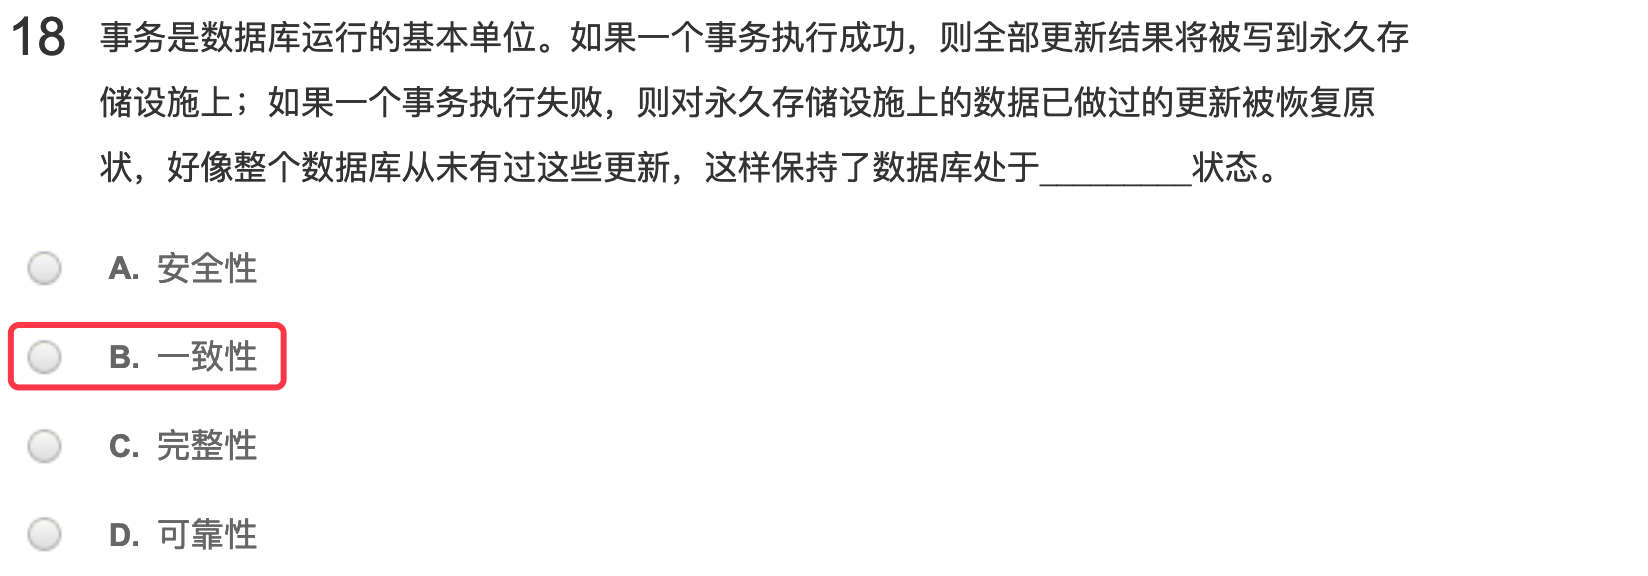 18 事务是数据库运行的基本单位。如果一个事务执行成功，则全部更新结果将被写到永久存
储设施上；如果一个事务执行失败，则对永久存储设施上的数据已做过的更新被恢复原
状，好像整个数据库从未有过这些更新，这样保持了数据库处于_________状态。
A. 安全性
B. 一致性
C. 完整性
D. 可靠性